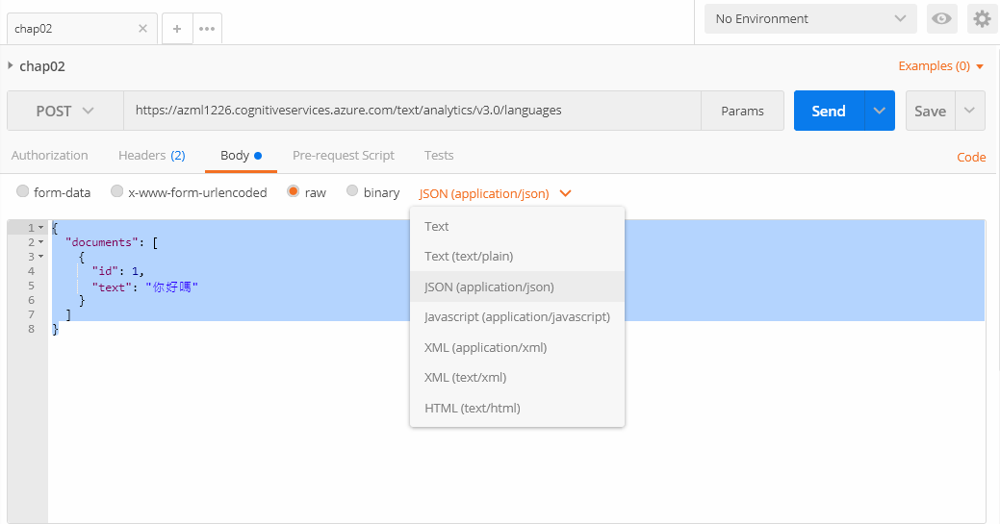 chap02
No Environment
chap02
Examples (0)
POST
https://azml1226.cognitiveservices.azure.com/text/analytics/v3.0/languages
Params
Send
Save
Authorization
Headers (2)
Body
Pre-request Script
Tests
Code
form-data
x-www-form-urlencoded
raw
binary
JSON (application/json)
Text
Text (text/plain)
JSON (application/json)
Javascript (application/javascript)
XML (application/xml)
XML (text/xml)
HTML (text/html)
1 {
2 "documents": [
3 {
4 "id": 1,
5 "text": "你好嗎"
6 }
7 ]
8 }